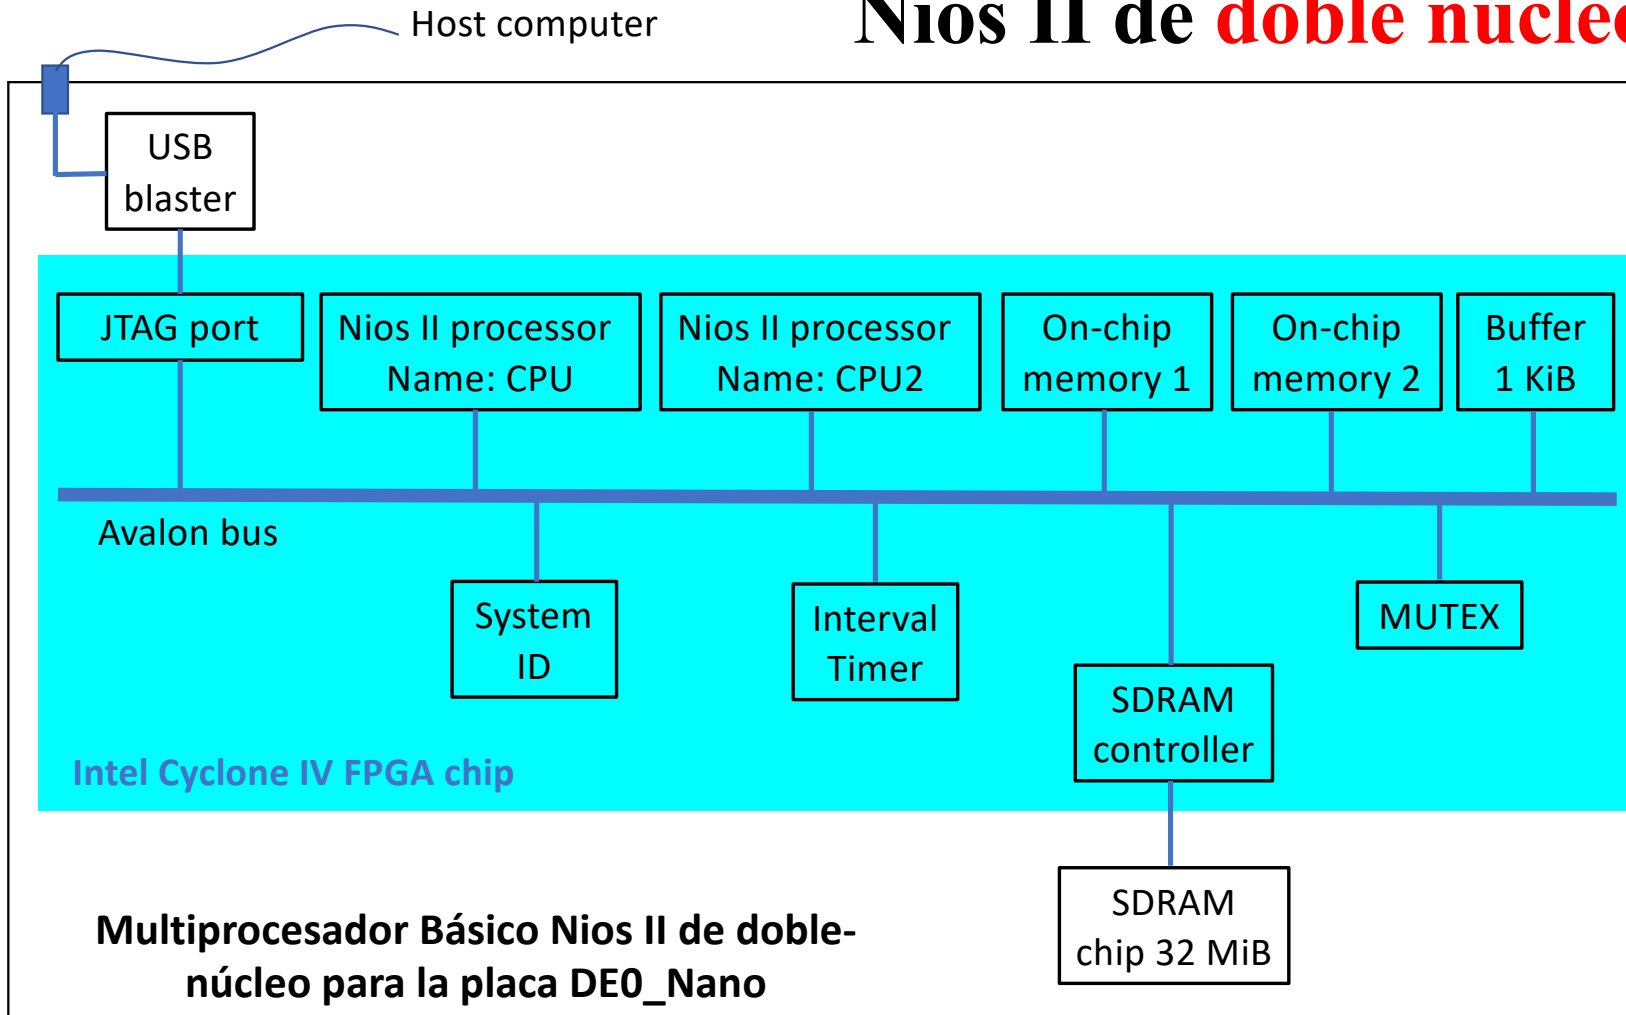 Host computer
Nios II de doble núcleo
USB
blaster
JTAG port
Nios II processor
Name: CPU
Nios II processor
Name: CPU2
On-chip
memory 1
On-chip
memory 2
Buffer
1 KiB
Avalon bus
System
ID
Interval
Timer
MUTEX
SDRAM
controller
Intel Cyclone IV FPGA chip
SDRAM
chip 32 MiB
Multiprocesador Básico Nios II de doble-
núcleo para la placa DE0_Nano